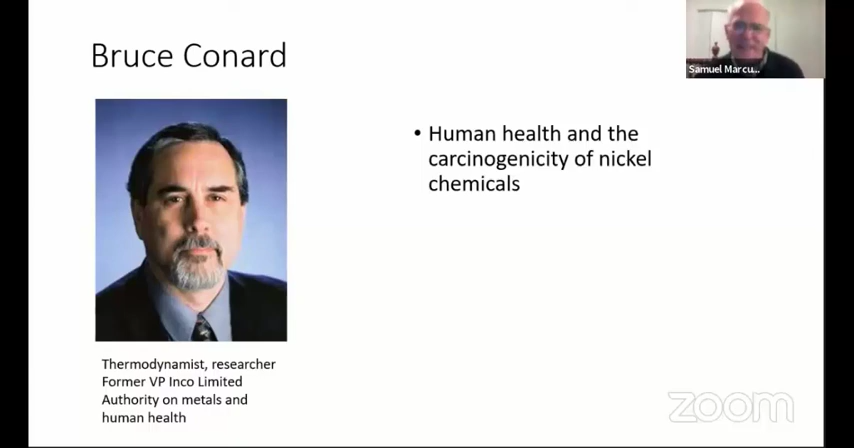 Bruce Conard
Samuel Marcu...
• Human health and the
carcinogenicity of nickel
chemicals
Thermodynamist, researcher
Former VP Inco Limited
Authority on metals and
human health
zoom